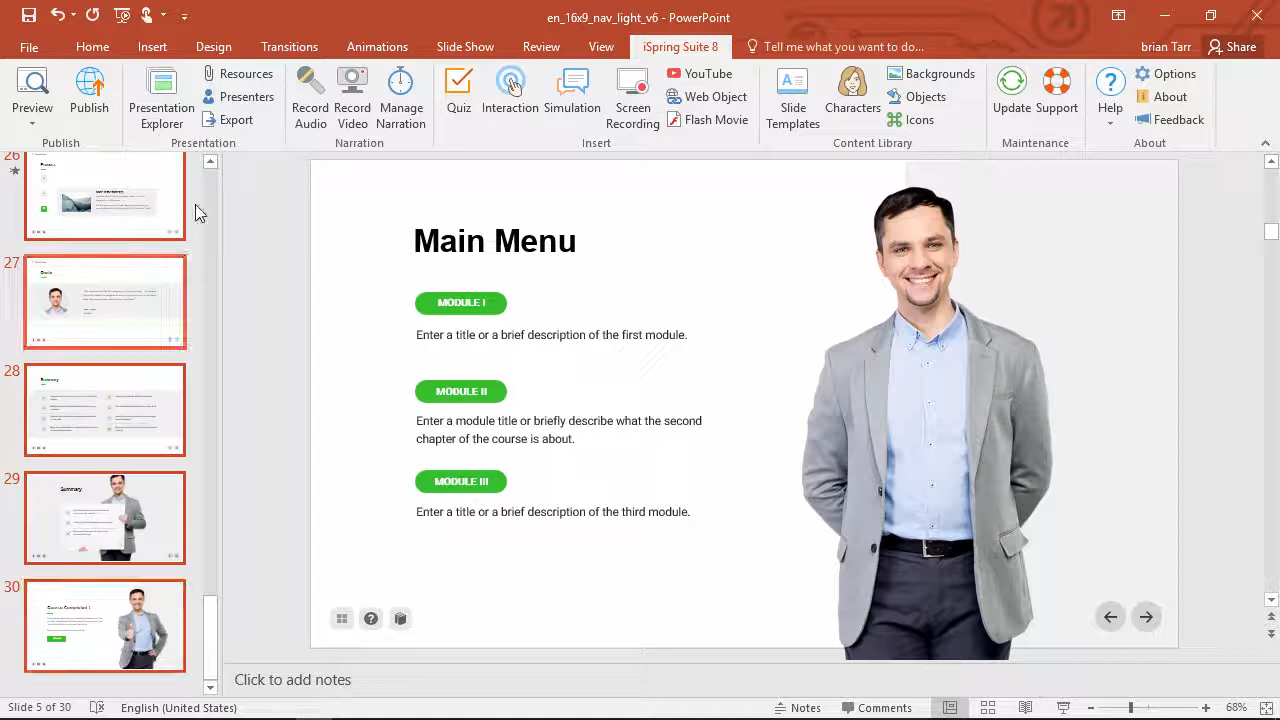 en_16x9_nav_light_v6 - PowerPoint
File Home Insert Design Transitions Animations Slide Show Review View iSpring Suite 8 Tell me what you want to do... brian Tarr Share
Preview
Publish
Publish
Presentation Explorer
Resources
Presenters
Export
Presentation
Record Audio
Record Video
Manage Narration
Narration
Quiz
Interaction
Simulation
Screen Recording
YouTube
Web Object
Flash Movie
Insert
Slide Templates
Characters
Backgrounds
Objects
Icons
Content Library
Update
Support
Maintenance
Help
Options
About
Feedback
About
26
27
28
Summary
29
Summary
30
Course Completed!
Main Menu
MODULE I
Enter a title or a brief description of the first module.
MODULE II
Enter a module title or briefly describe what the second
chapter of the course is about.
MODULE III
Enter a title or a brief description of the third module.
Click to add notes
Slide 5 of 30 English (United States) Notes Comments 68%